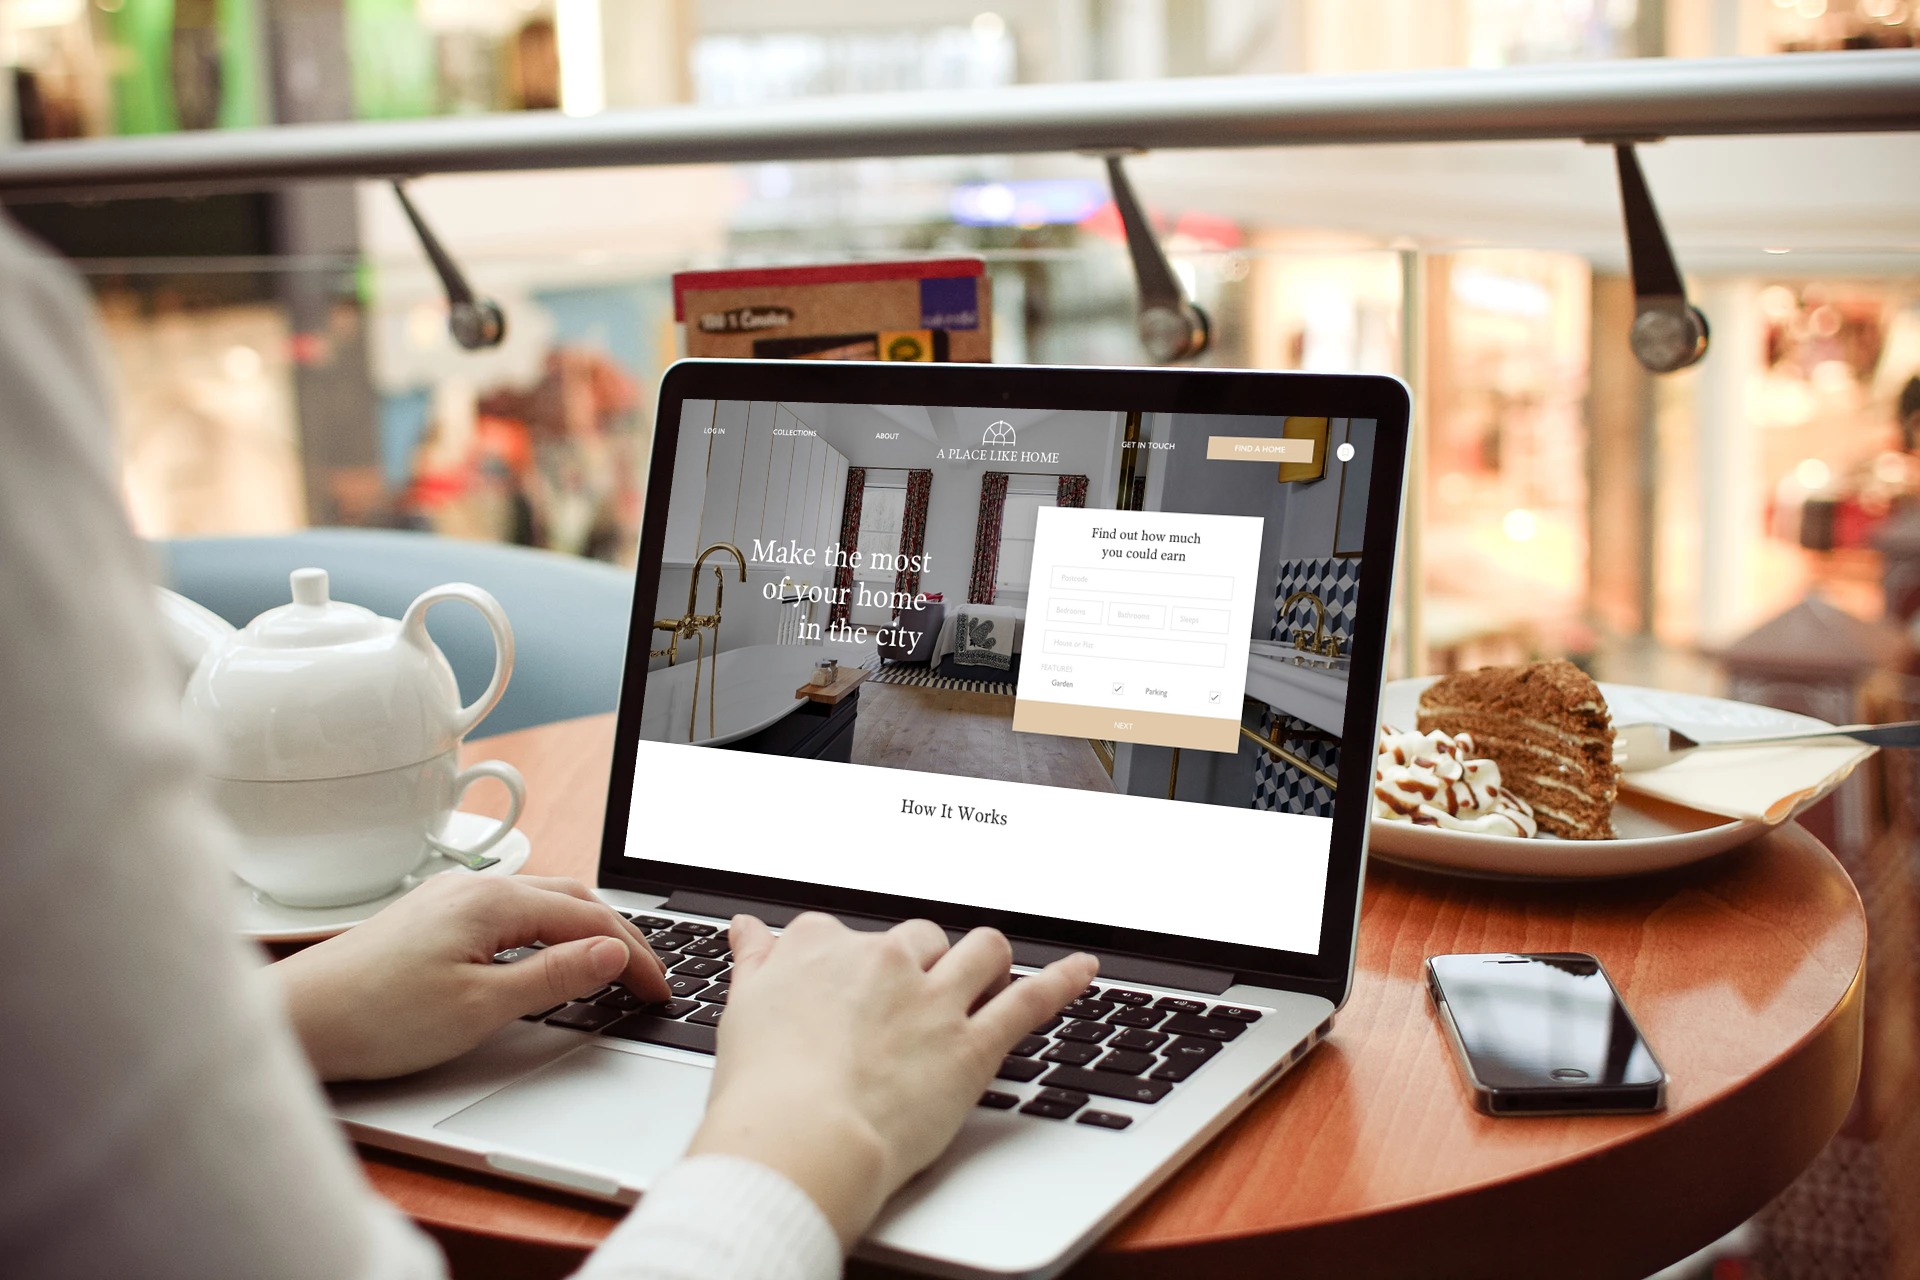 LOG IN
COLLECTIONS
ABOUT
A PLACE LIKE HOME
GET IN TOUCH
FIND A HOME
Make the most
of your home
in the city
Find out how much
you could earn
Postcode
Bedrooms
Bathrooms
Sleeps
House or Flat
FEATURES
Garden
Parking
NEXT
How It Works